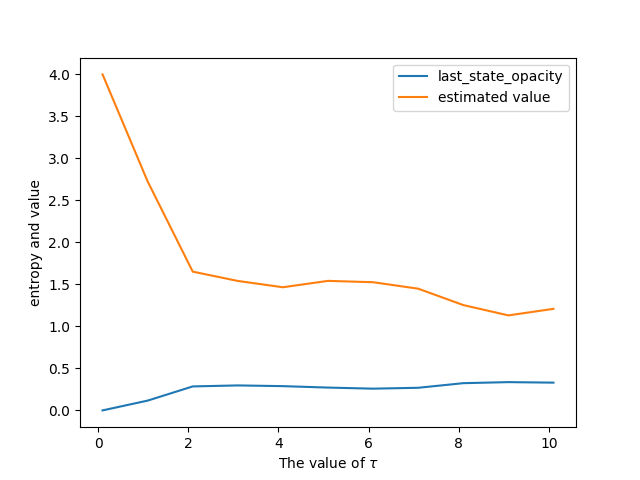 last_state_opacity
estimated value
4.0
3.5
3.0
2.5
2.0
1.5
1.0
0.5
0.0
entropy and value
0 2 4 6 8 10
The value of τ